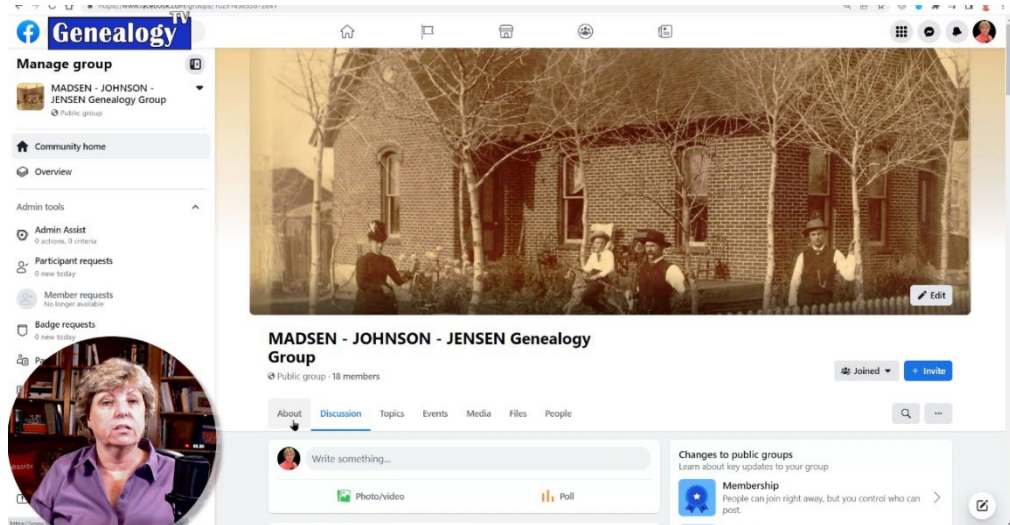 TV
Genealogy
Manage group
MADSEN - JOHNSON -
JENSEN Genealogy Group
Public group
Community home
Overview
Admin tools
Admin Assist
0 actions, 0 criteria
Participant requests
0 new today
Member requests
No longer available
Badge requests
0 new today
Edit
MADSEN - JOHNSON - JENSEN Genealogy
Group
Public group · 18 members
Joined
+ Invite
About Discussion Topics Events Media Files People
Write something...
Photo/video
Poll
Changes to public groups
Learn about key updates to your group
Membership
People can join right away, but you control who can
post.